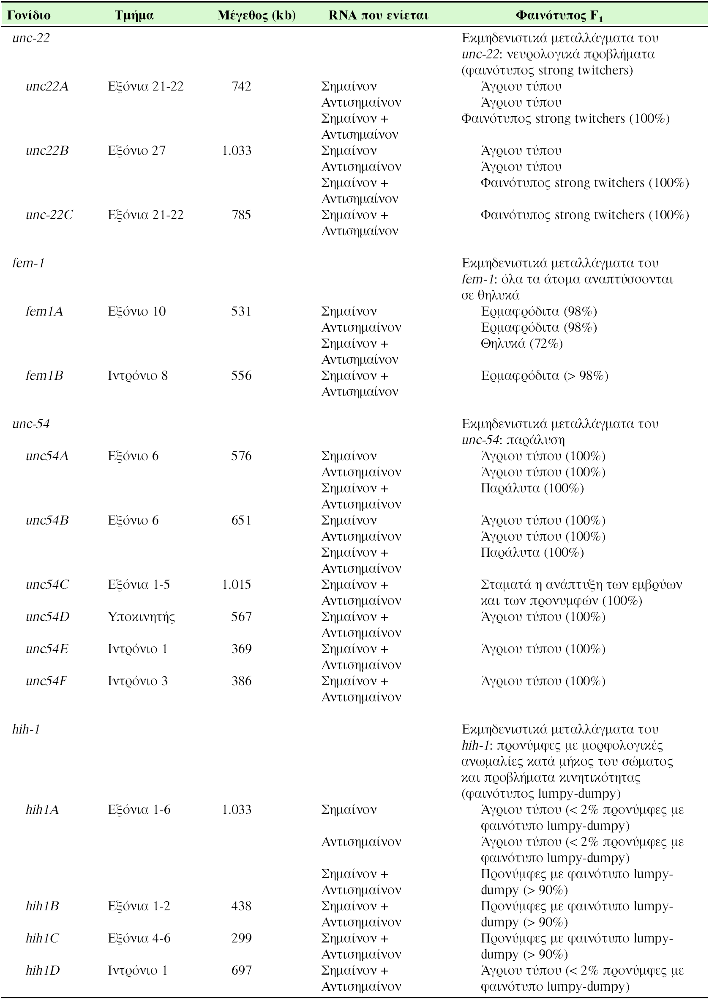 Γονίδιο Τμήμα Μέγεθος (kb) RNA που ενίεται Φαινότυπος F1
unc-22 Εκμηδενιστικά μεταλλάγματα του
unc-22: νευρολογικά προβλήματα
(φαινότυπος strong twitchers)
unc22A Εξόνια 21-22 742 Σημαίνον Άγριου τύπου
Αντισημαίνον Άγριου τύπου
Σημαίνον + Φαινότυπος strong twitchers (100%)
Αντισημαίνον
unc22B Εξόνιο 27 1.033 Σημαίνον Άγριου τύπου
Αντισημαίνον Άγριου τύπου
Σημαίνον + Φαινότυπος strong twitchers (100%)
Αντισημαίνον
unc-22C Εξόνια 21-22 785 Σημαίνον + Φαινότυπος strong twitchers (100%)
Αντισημαίνον
fem-1 Εκμηδενιστικά μεταλλάγματα του
fem-1: όλα τα άτομα αναπτύσσονται
σε θηλυκά
fem1A Εξόνιο 10 531 Σημαίνον Ερμαφρόδιτα (98%)
Αντισημαίνον Ερμαφρόδιτα (98%)
Σημαίνον + Θηλυκά (72%)
Αντισημαίνον
fem1B Ιντρόνιο 8 556 Σημαίνον + Ερμαφρόδιτα (> 98%)
Αντισημαίνον
unc-54 Εκμηδενιστικά μεταλλάγματα του
unc-54: παράλυση
unc54A Εξόνιο 6 576 Σημαίνον Άγριου τύπου (100%)
Αντισημαίνον Άγριου τύπου (100%)
Σημαίνον + Παράλυτα (100%)
Αντισημαίνον
unc54B Εξόνιο 6 651 Σημαίνον Άγριου τύπου (100%)
Αντισημαίνον Άγριου τύπου (100%)
Σημαίνον + Παράλυτα (100%)
Αντισημαίνον
unc54C Εξόνια 1-5 1.015 Σημαίνον + Σταματά η ανάπτυξη των εμβρύων
Αντισημαίνον και των προνυμφών (100%)
unc54D Υποκινητής 567 Σημαίνον + Άγριου τύπου (100%)
Αντισημαίνον
unc54E Ιντρόνιο 1 369 Σημαίνον + Άγριου τύπου (100%)
Αντισημαίνον
unc54F Ιντρόνιο 3 386 Σημαίνον + Άγριου τύπου (100%)
Αντισημαίνον
hih-1 Εκμηδενιστικά μεταλλάγματα του
hih-1: προνύμφες με μορφολογικές
ανωμαλίες κατά μήκος του σώματος
και προβλήματα κινητικότητας
(φαινότυπος lumpy-dumpy)
hih1A Εξόνια 1-6 1.033 Σημαίνον Άγριου τύπου (< 2% προνύμφες με
φαινότυπο lumpy-dumpy)
Αντισημαίνον Άγριου τύπου (< 2% προνύμφες με
φαινότυπο lumpy-dumpy)
Σημαίνον + Προνύμφες με φαινότυπο lumpy-
Αντισημαίνον dumpy (> 90%)
hih1B Εξόνια 1-2 438 Σημαίνον + Προνύμφες με φαινότυπο lumpy-
Αντισημαίνον dumpy (> 90%)
hih1C Εξόνια 4-6 299 Σημαίνον + Προνύμφες με φαινότυπο lumpy-
Αντισημαίνον dumpy (> 90%)
hih1D Ιντρόνιο 1 697 Σημαίνον + Άγριου τύπου (< 2% προνύμφες με
Αντισημαίνον φαινότυπο lumpy-dumpy)